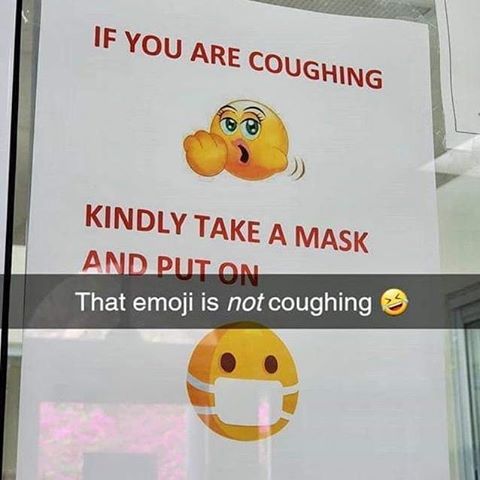 IF YOU ARE COUGHING
KINDLY TAKE A MASK
AND PUT ON
That emoji is not coughing 🤣